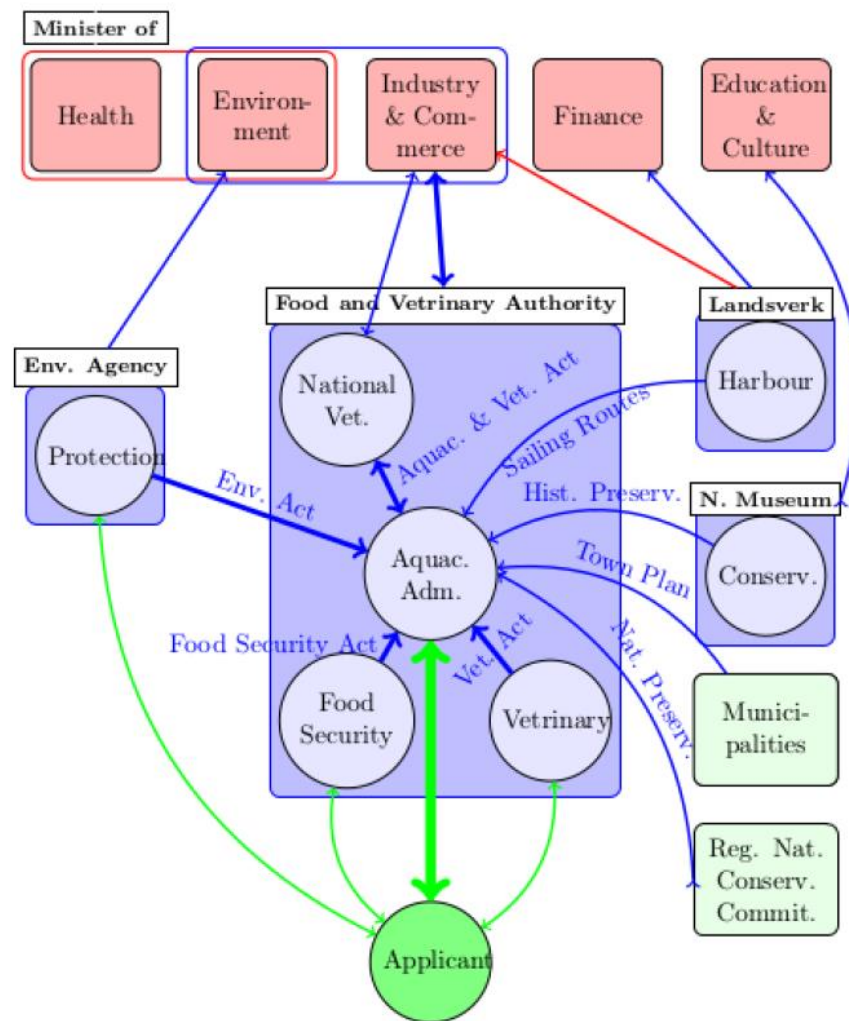 Minister of
Health
Environ-
ment
Industry
& Com-
merce
Finance
Education
&
Culture
Food and Vetrinary Authority
Landsverk
Env. Agency
National
Vet.
Harbour
Protection
Aquac. & Vet. Act
Sailing Routes
Env. Act
Hist. Preserv.
N. Museum
Aquac.
Adm.
Town Plan
Conserv.
Food Security Act
Vet. Act
Nat. Preserv.
Food
Security
Vetrinary
Munici-
palities
Reg. Nat.
Conserv.
Commit.
Applicant